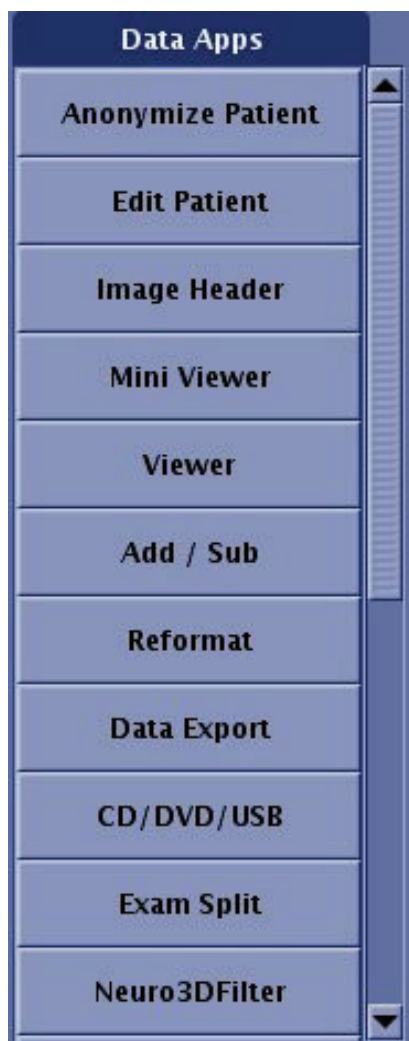 Data Apps
Anonymize Patient
Edit Patient
Image Header
Mini Viewer
Viewer
Add / Sub
Reformat
Data Export
CD/DVD/USB
Exam Split
Neuro3DFilter